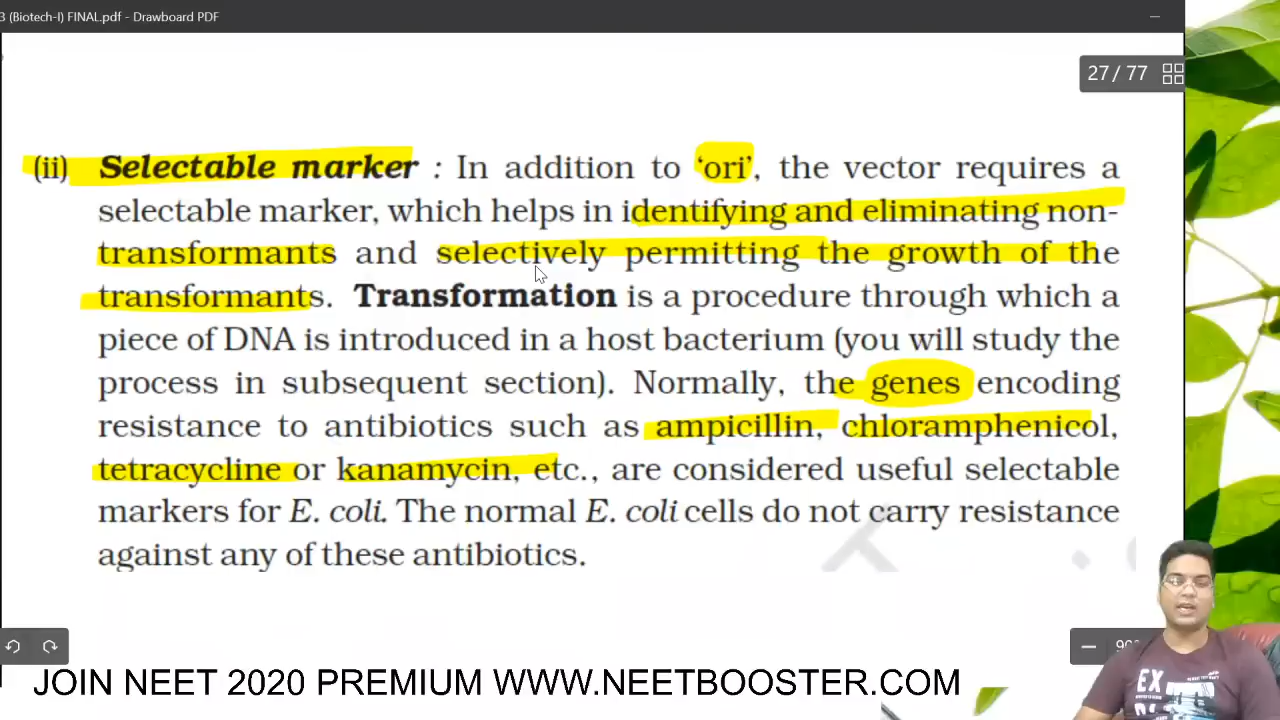 3 (Biotech-I) FINAL.pdf - Drawboard PDF
27 / 77
(ii) Selectable marker : In addition to ‘ori’, the vector requires a
selectable marker, which helps in identifying and eliminating non-
transformants and selectively permitting the growth of the
transformants. Transformation is a procedure through which a
piece of DNA is introduced in a host bacterium (you will study the
process in subsequent section). Normally, the genes encoding
resistance to antibiotics such as ampicillin, chloramphenicol,
tetracycline or kanamycin, etc., are considered useful selectable
markers for E. coli. The normal E. coli cells do not carry resistance
against any of these antibiotics.
JOIN NEET 2020 PREMIUM WWW.NEETBOOSTER.COM
EX